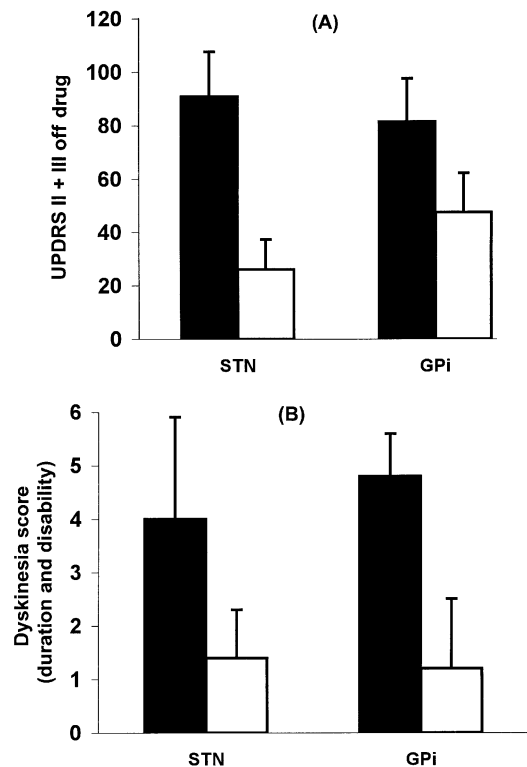 (A)
120
100
80
60
40
20
0
UPDRS II + III off drug
STN GPi
(B)
6
5
4
3
2
1
0
Dyskinesia score
(duration and disability)
STN GPi